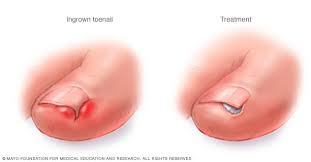 Ingrown toenail
Treatment
© MAYO FOUNDATION FOR MEDICAL EDUCATION AND RESEARCH. ALL RIGHTS RESERVED.